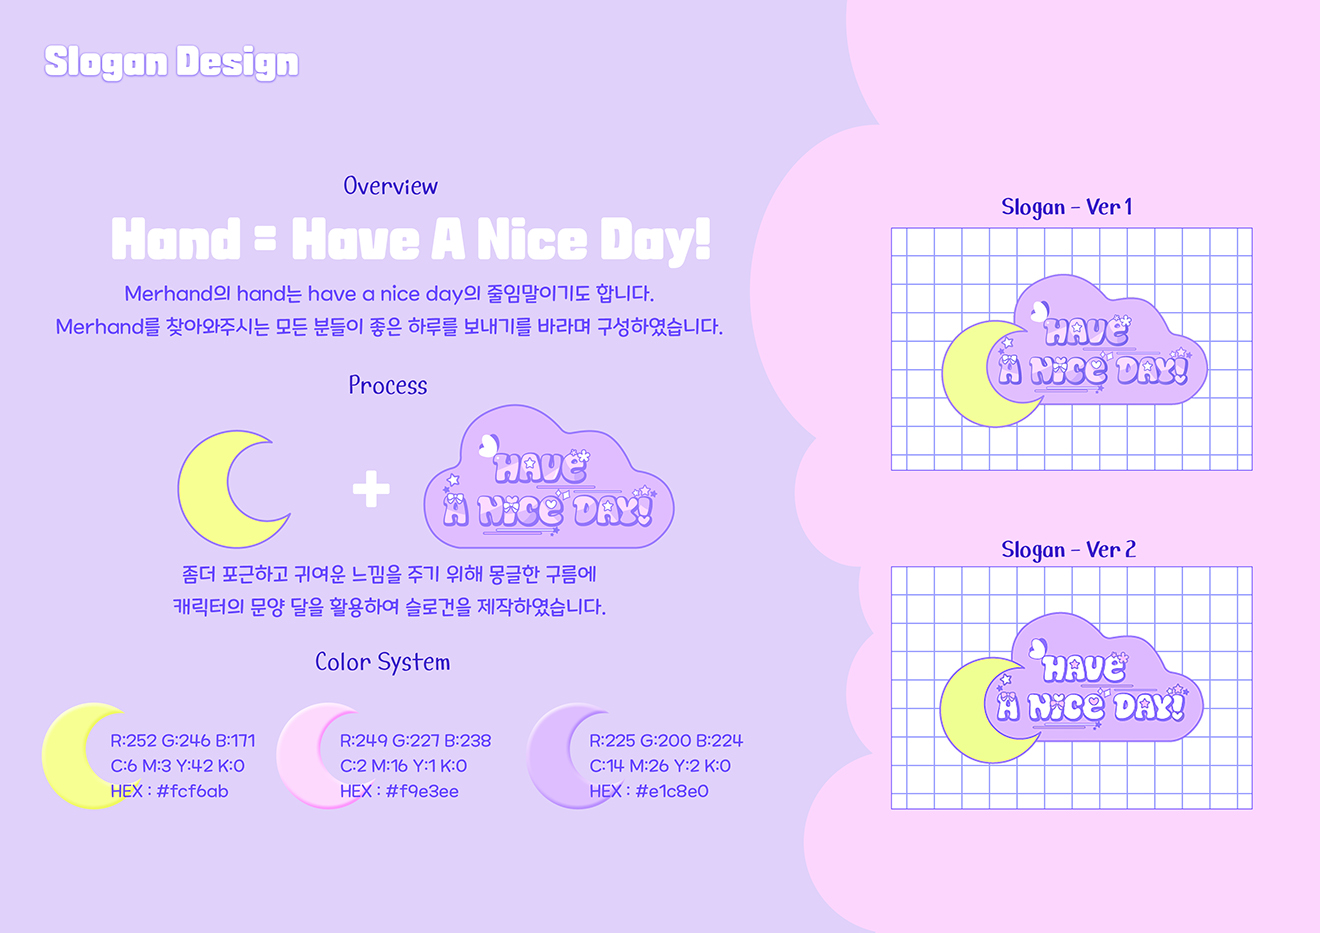 Slogan Design
Overview
Hand = Have A Nice Day!
Merhand의 hand는 have a nice day의 줄임말이기도 합니다.
Merhand를 찾아와주시는 모든 분들이 좋은 하루를 보내기를 바라며 구성하였습니다.
Process
HAVE
A NICE DAY!
좀더 포근하고 귀여운 느낌을 주기 위해 몽글한 구름에
캐릭터의 문양 달을 활용하여 슬로건을 제작하였습니다.
Color System
R:252 G:246 B:171
C:6 M:3 Y:42 K:0
HEX : #fcf6ab
R:249 G:227 B:238
C:2 M:16 Y:1 K:0
HEX : #f9e3ee
R:225 G:200 B:224
C:14 M:26 Y:2 K:0
HEX : #e1c8e0
Slogan - Ver 1
HAVE
A NICE DAY!
Slogan - Ver 2
HAVE
A NICE DAY!